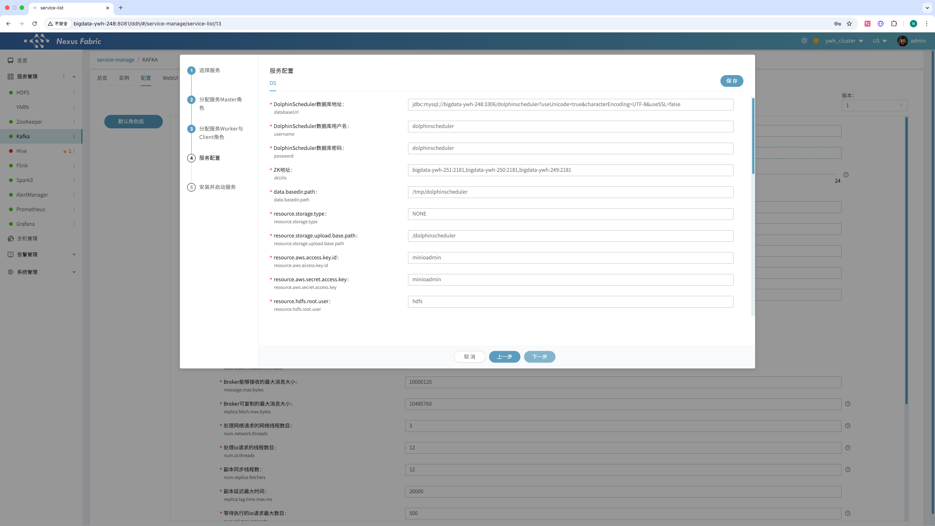 service-list
不安全
bigdata-ywh-248:8081/ddh/#/service-manage/service-list/13
Nexus Fabric
ywh_cluster
US
admin
总览
服务管理
HDFS
YARN
ZooKeeper
Kafka
Hive
2
Flink
Spark3
AlertManager
Prometheus
Grafana
主机管理
告警管理
系统管理
service-manage / KAFKA
总览
实例
配置
WebUI
默认角色组
版本:
1
24
1 选择服务
2 分配服务Master角
色
3 分配服务Worker与
Client角色
4 服务配置
5 安装并启动服务
服务配置
DS
保存
* DolphinScheduler数据库地址:
databaseUrl
jdbc:mysql://bigdata-ywh-248:3306/dolphinscheduler?useUnicode=true&characterEncoding=UTF-8&useSSL=false
* DolphinScheduler数据库用户名:
username
dolphinscheduler
* DolphinScheduler数据库密码:
password
dolphinscheduler
* ZK地址:
zkUrls
bigdata-ywh-251:2181,bigdata-ywh-250:2181,bigdata-ywh-249:2181
* data.basedir.path:
data.basedir.path
/tmp/dolphinscheduler
* resource.storage.type:
resource.storage.type
NONE
* resource.storage.upload.base.path:
resource.storage.upload.base.path
/dolphinscheduler
* resource.aws.access.key.id:
resource.aws.access.key.id
minioadmin
* resource.aws.secret.access.key:
resource.aws.secret.access.key
minioadmin
* resource.hdfs.root.user:
resource.hdfs.root.user
hdfs
取消
上一步
下一步
* Broker能够接收的最大消息大小:
message.max.bytes
10000120
* Broker可复制的最大消息大小:
replica.fetch.max.bytes
10485760
* 处理网络请求的网络线程数目:
num.network.threads
3
* 处理io请求的线程数目:
num.io.threads
12
* 副本同步线程数:
num.replica.fetchers
12
* 副本延迟最大时间:
replica.lag.time.max.ms
20000
* 等待执行的io请求最大数目:
500